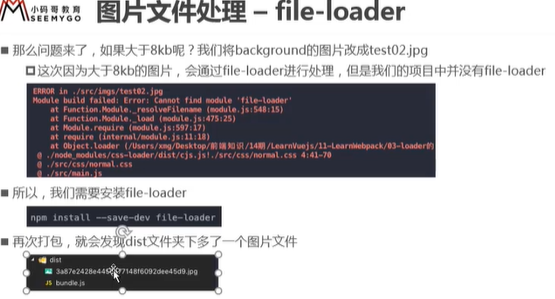 小码哥教育
SEEMYGO
图片文件处理 – file-loader
那么问题来了，如果大于8kb呢？我们将background的图片改成test02.jpg
这次因为大于8kb的图片，会通过file-loader进行处理，但是我们的项目中并没有file-loader
ERROR in ./src/imgs/test02.jpg
Module build failed: Error: Cannot find module 'file-loader'
at Function.Module._resolveFilename (module.js:548:15)
at Function.Module._load (module.js:475:25)
at Module.require (module.js:597:17)
at require (internal/module.js:11:18)
at Object.loader (/Users/xmg/Desktop/前端知识/14期/LearnVuejs/11-LearnWebpack/03-loader的
@ ./node_modules/css-loader/dist/cjs.js!./src/css/normal.css 4:41-70
@ ./src/css/normal.css
@ ./src/main.js
所以，我们需要安装file-loader
npm install --save-dev file-loader
再次打包，就会发现dist文件夹下多了一个图片文件
dist
bundle.js